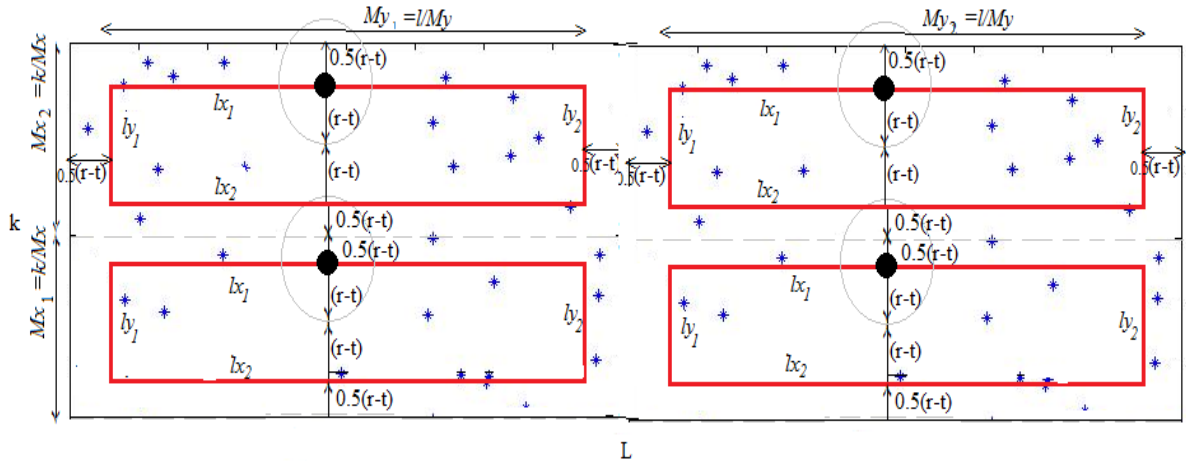 My₁ =l/My
My₂ =l/My
0.5(r-t)
0.5(r-t)
Mx₂ =k/Mx
lx₁
lx₁
ly₁
(r-t)
ly₂
ly₁
(r-t)
ly₂
0.5(r-t)
(r-t)
0.5(r-t)
0.5(r-t)
(r-t)
0.5(r-t)
lx₂
lx₂
k
0.5(r-t)
0.5(r-t)
0.5(r-t)
0.5(r-t)
Mx₁ =k/Mx
lx₁
lx₁
ly₁
(r-t)
ly₂
ly₁
(r-t)
ly₂
lx₂
(r-t)
lx₂
(r-t)
0.5(r-t)
0.5(r-t)
L